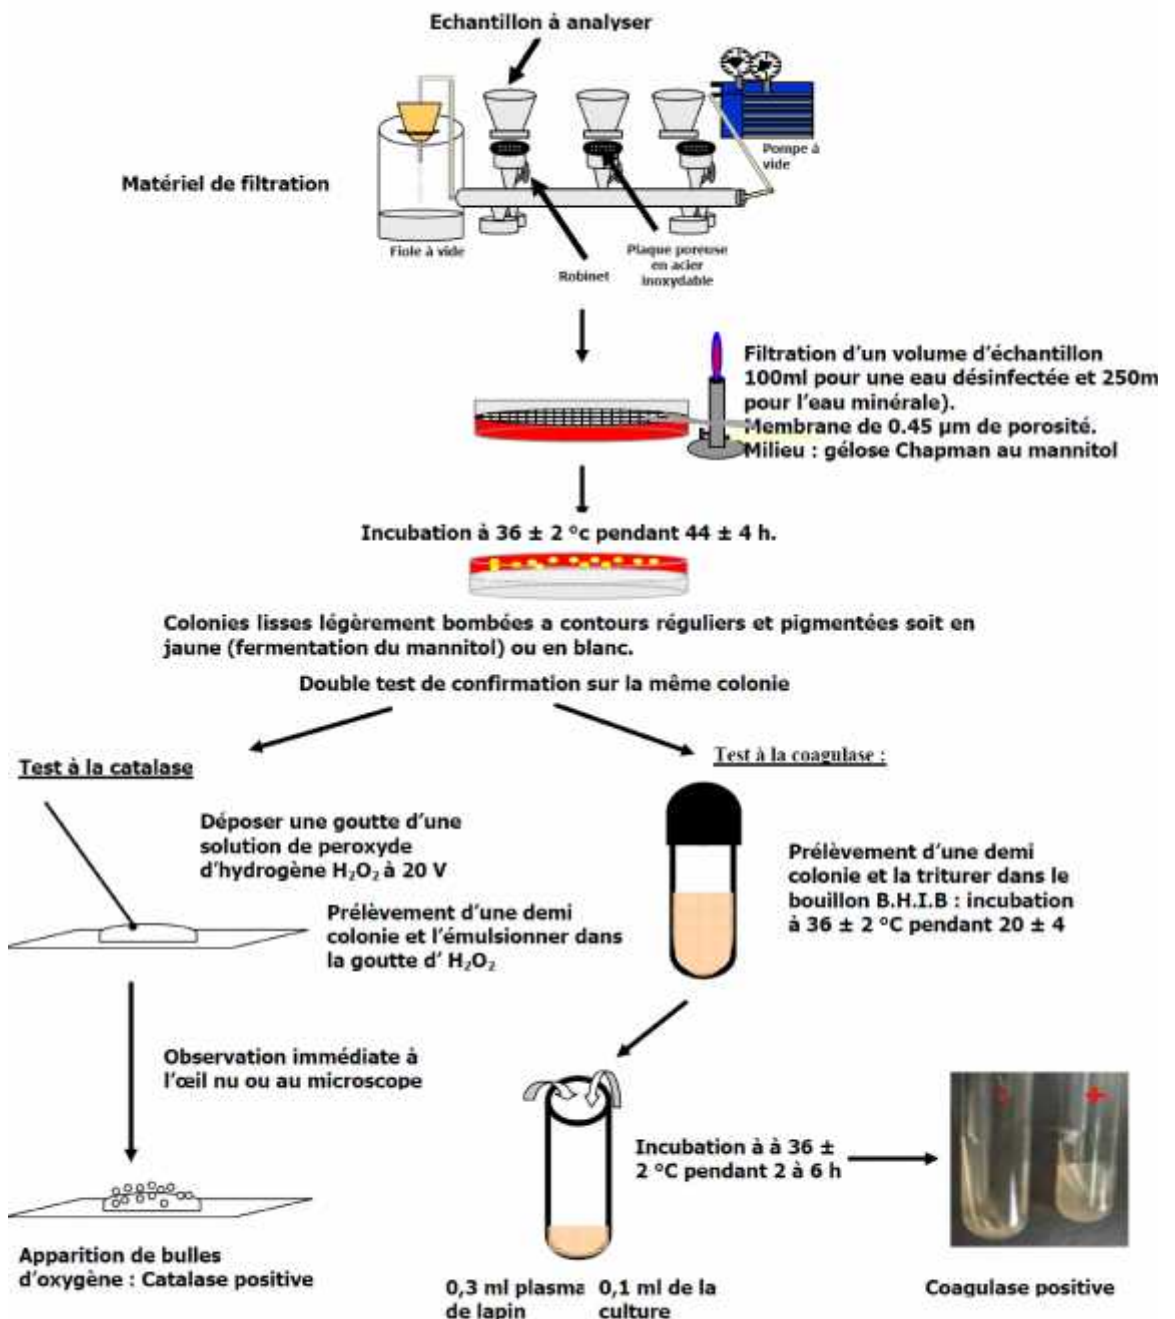 Echantillon à analyser
Pompe à
vide
Matériel de filtration
Fiole à vide
Robinet
Plaque poreuse
en acier
inoxydable
Filtration d'un volume d'échantillon
100ml pour une eau désinfectée et 250m
pour l'eau minérale).
Membrane de 0.45 µm de porosité.
Milieu : gélose Chapman au mannitol
Incubation à 36 ± 2 °c pendant 44 ± 4 h.
Colonies lisses légèrement bombées a contours réguliers et pigmentées soit en
jaune (fermentation du mannitol) ou en blanc.
Double test de confirmation sur la même colonie
Test à la catalase
Déposer une goutte d'une
solution de peroxyde
d'hydrogène H₂O₂ à 20 V
Prélèvement d'une demi
colonie et l'émulsionner dans
la goutte d' H₂O₂
Observation immédiate à
l'œil nu ou au microscope
Apparition de bulles
d'oxygène : Catalase positive
Test à la coagulase :
Prélèvement d'une demi
colonie et la triturer dans le
bouillon B.H.I.B : incubation
à 36 ± 2 °C pendant 20 ± 4
Incubation à à 36 ±
2 °C pendant 2 à 6 h
+
0,3 ml plasma
de lapin
0,1 ml de la
culture
Coagulase positive